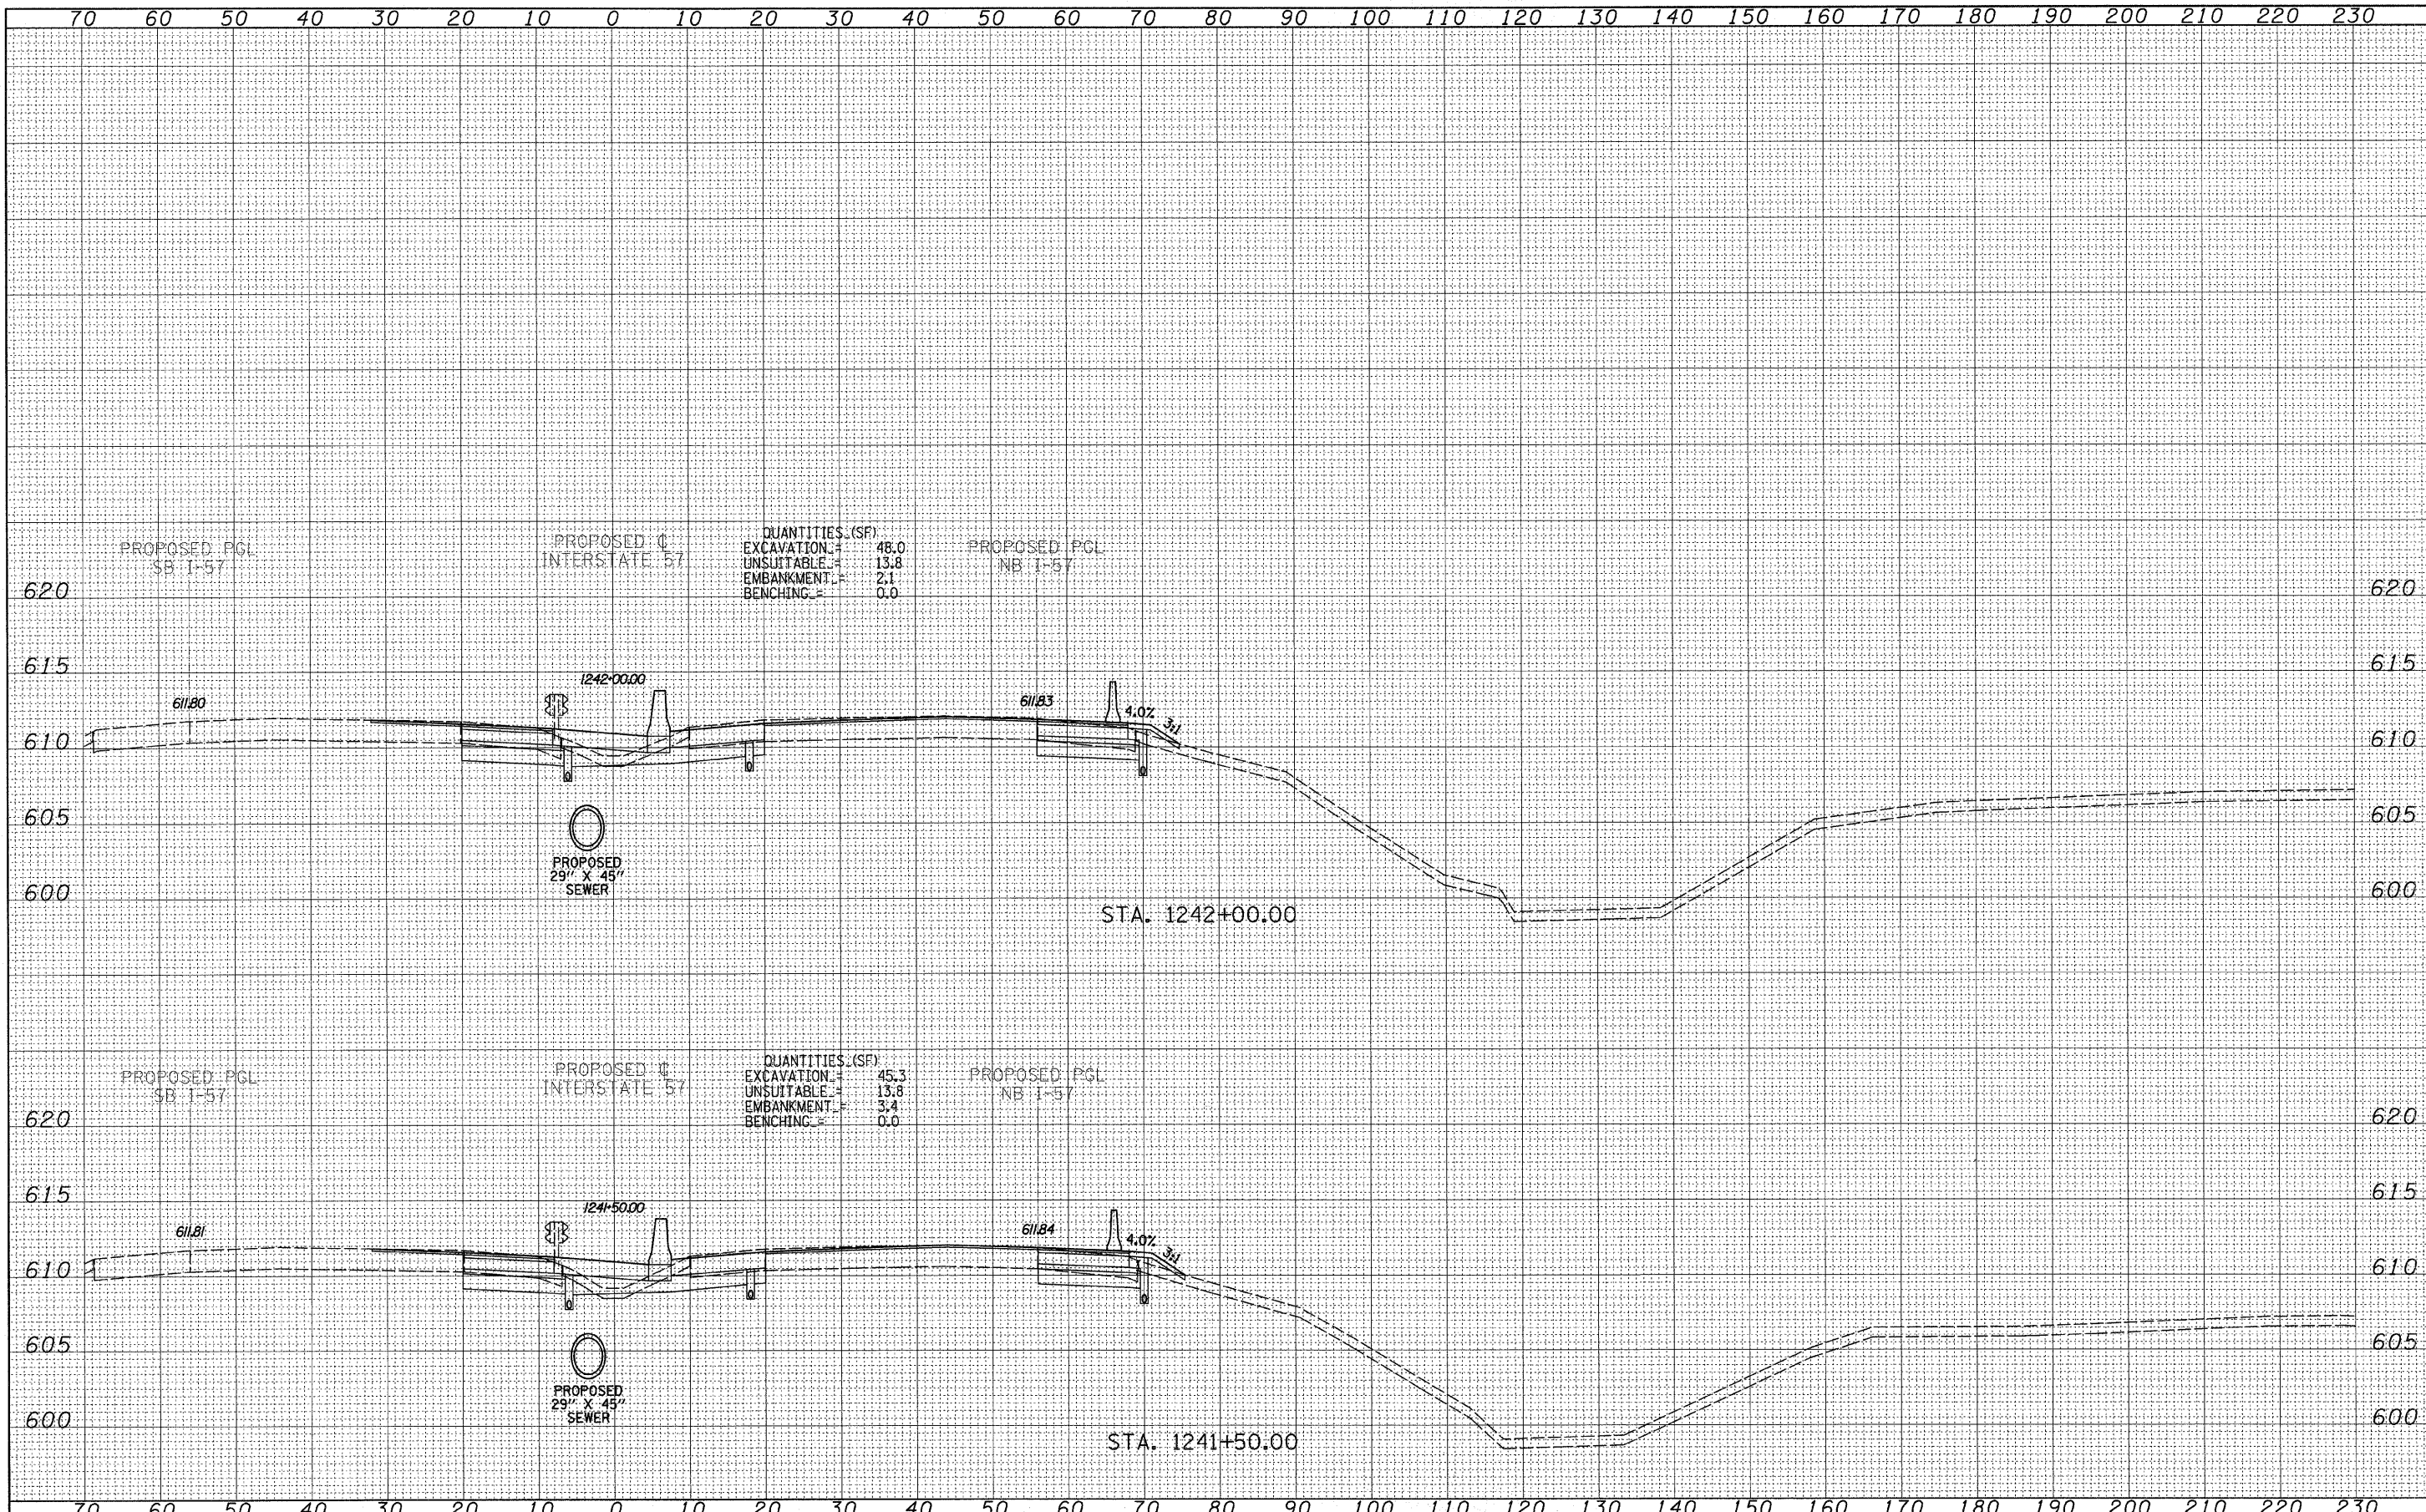 70 60 50 40 30 20 10 0 10 20 30 40 50 60 70 80 90 100 110 120 130 140 150 160 170 180 190 200 210 220 230
PROPOSED PGL
SB I-57
PROPOSED ℄
INTERSTATE 57
QUANTITIES (SF)
EXCAVATION = 48.0
UNSUITABLE = 13.8
EMBANKMENT = 2.1
BENCHING = 0.0
PROPOSED PGL
NB I-57
620 620
615 615
1242+00.00
611.80
611.83
4.0%
3:1
610 610
605 605
PROPOSED
29" X 45"
SEWER
600 600
STA. 1242+00.00
PROPOSED PGL
SB I-57
PROPOSED ℄
INTERSTATE 57
QUANTITIES (SF)
EXCAVATION = 45.3
UNSUITABLE = 13.8
EMBANKMENT = 3.4
BENCHING = 0.0
PROPOSED PGL
NB I-57
620 620
615 615
1241+50.00
611.81
611.84
4.0%
3:1
610 610
605 605
PROPOSED
29" X 45"
SEWER
600 600
STA. 1241+50.00
70 60 50 40 30 20 10 0 10 20 30 40 50 60 70 80 90 100 110 120 130 140 150 160 170 180 190 200 210 220 230